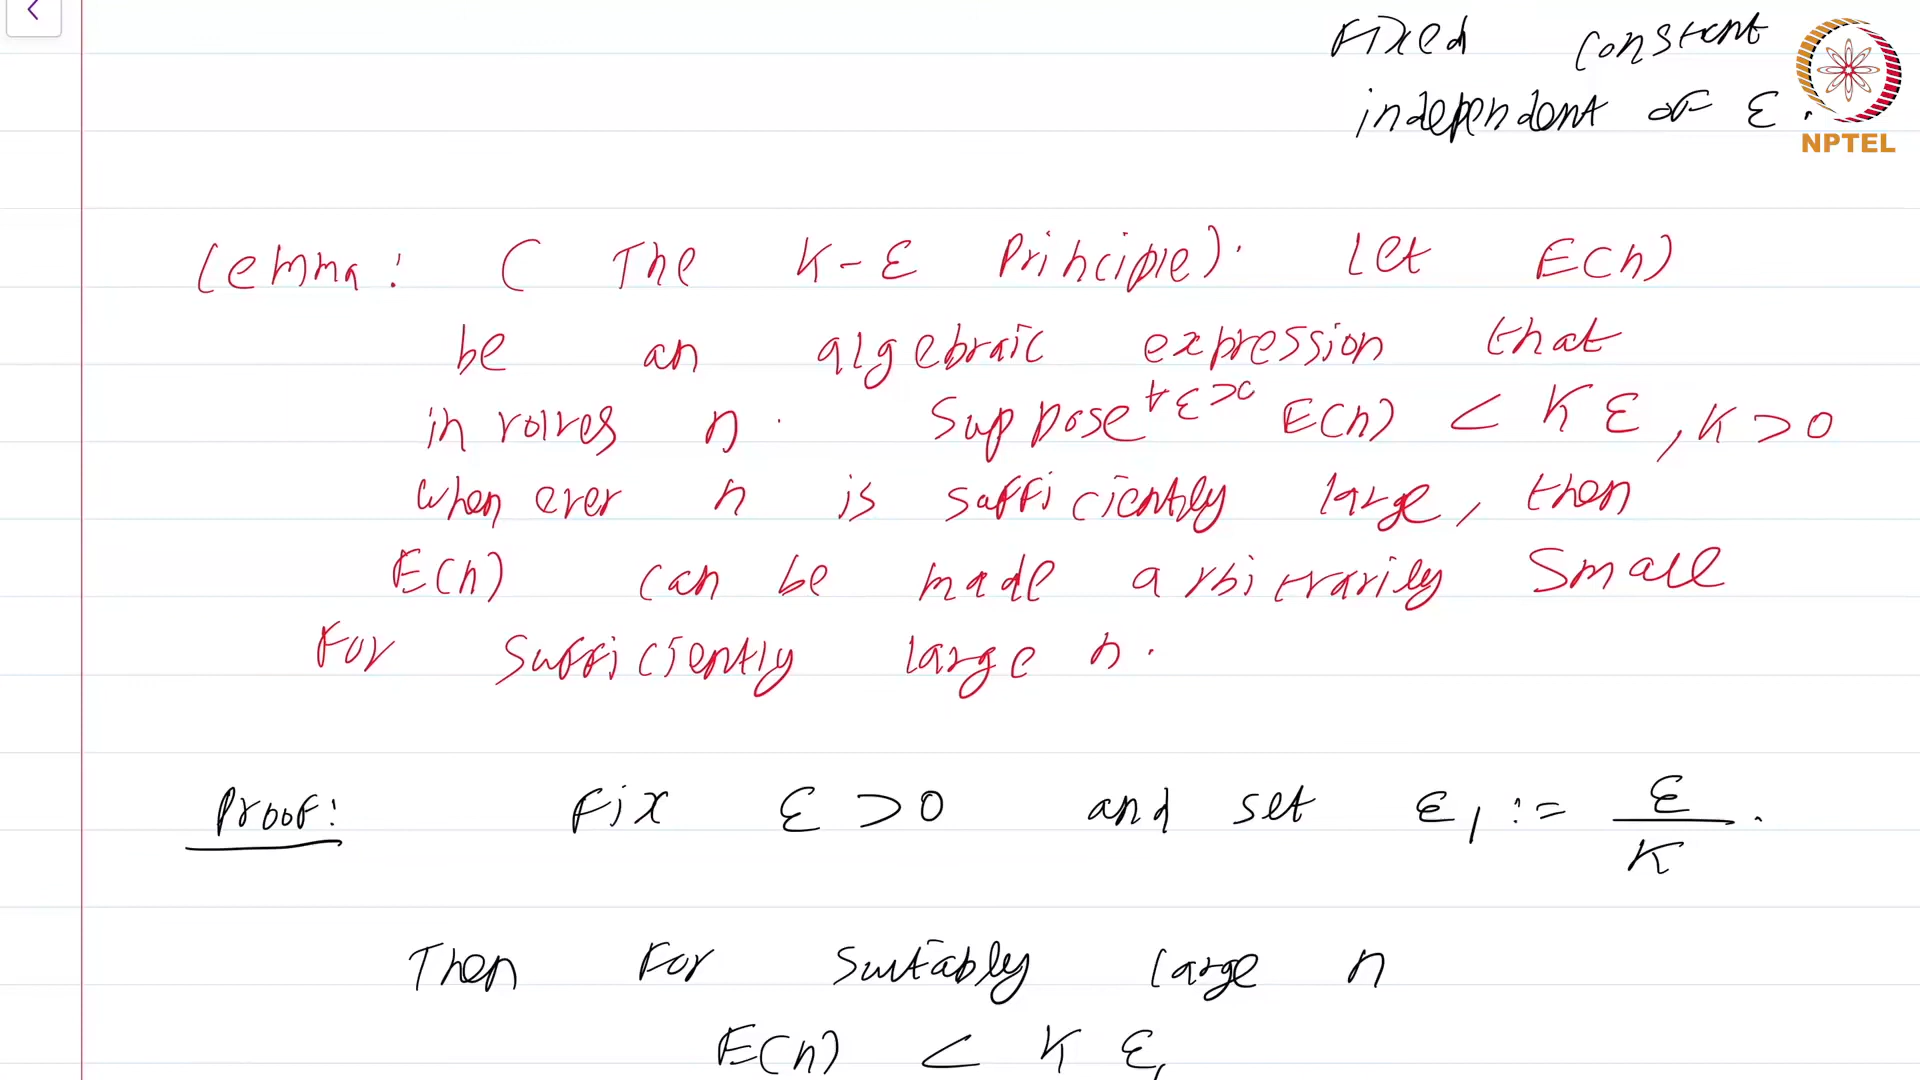 Fixed constant
independent of ε.
NPTEL
Lemma: ( The K-ε Principle). Let E(n)
be an algebraic expression that
involves n. Suppose ∀ ε>0 E(n) < K ε, K > 0
whenever n is sufficiently large, then
E(n) can be made arbitrarily small
For sufficiently large n.
Proof: Fix ε > 0 and set ε₁ := ε/K.
Then For suitably large n
E(n) < K ε₁